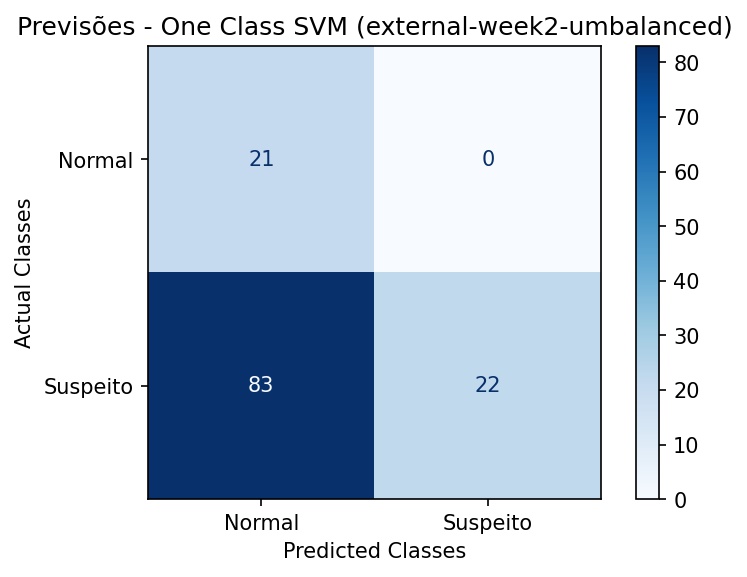 Previsões - One Class SVM (external-week2-umbalanced)
Actual Classes
Normal
Suspeito
21
0
83
22
Normal
Suspeito
Predicted Classes
80
70
60
50
40
30
20
10
0